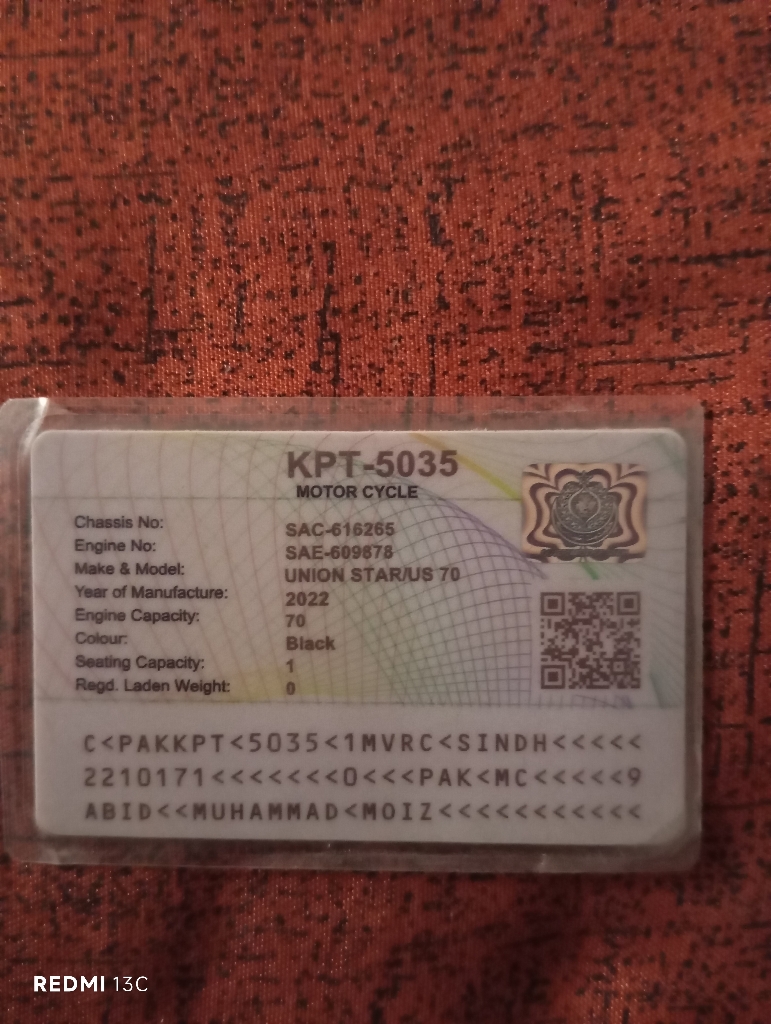 KPT-5035
MOTOR CYCLE
Chassis No: SAC-616265
Engine No: SAE-609878
Make & Model: UNION STAR/US 70
Year of Manufacture: 2022
Engine Capacity: 70
Colour: Black
Seating Capacity: 1
Regd. Laden Weight: 0
C<PAKKPT<5035<1MVRC<SINDH<<<<<
2210171<<<<<<<0<<<PAK<MC<<<<<9
ABID<<MUHAMMAD<MOIZ<<<<<<<<<<<
REDMI 13C